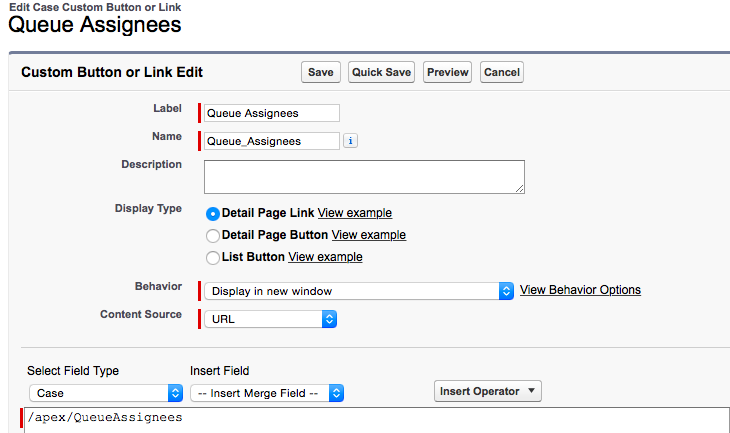 Edit Case Custom Button or Link
Queue Assignees
Custom Button or Link Edit Save Quick Save Preview Cancel
Label Queue Assignees
Name Queue_Assignees i
Description
Display Type Detail Page Link View example
Detail Page Button View example
List Button View example
Behavior Display in new window View Behavior Options
Content Source URL
Select Field Type Insert Field
Case -- Insert Merge Field -- Insert Operator
/apex/QueueAssignees